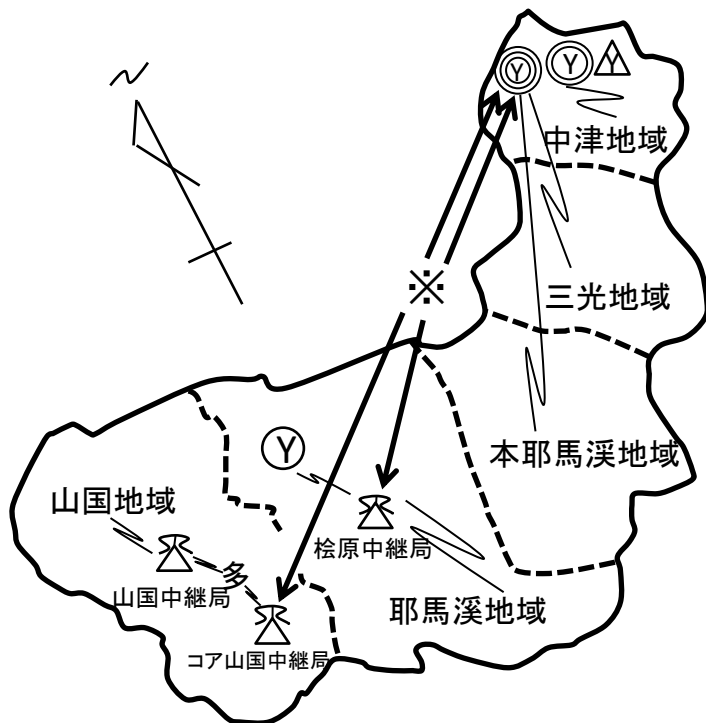 Y
Y
Y
中津地域
三光地域
※
本耶馬渓地域
Y
山国地域
桧原中継局
多
山国中継局
耶馬渓地域
コア山国中継局